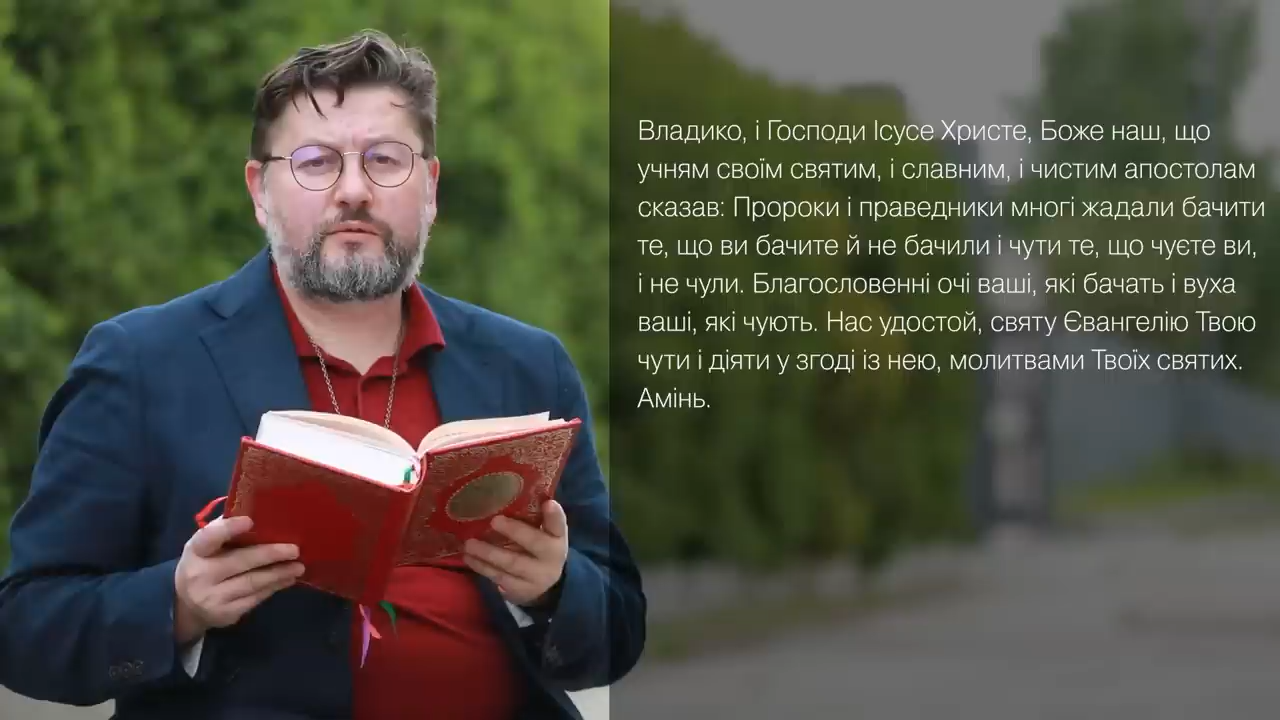 Владико, і Господи Ісусе Христе, Боже наш, що
учням своїм святим, і славним, і чистим апостолам
сказав: Пророки і праведники многі жадали бачити
те, що ви бачите й не бачили і чути те, що чуєте ви,
і не чули. Благословенні очі ваші, які бачать і вуха
ваші, які чують. Нас удостой, святу Євангелію Твою
чути і діяти у згоді із нею, молитвами Твоїх святих.
Амінь.